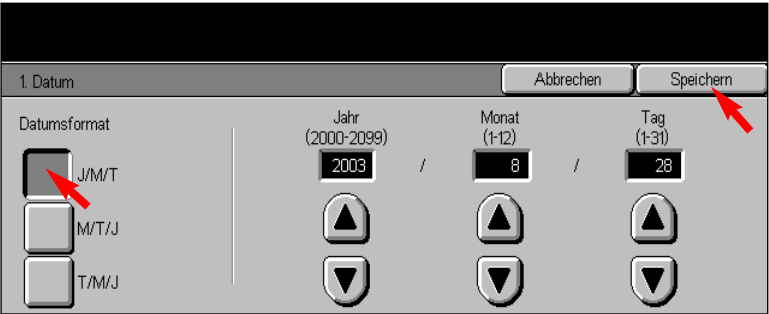 1. Datum
Abbrechen
Speichern
Datumsformat
J/M/T
M/T/J
T/M/J
Jahr
(2000-2099)
2003
/
Monat
(1-12)
8
/
Tag
(1-31)
28